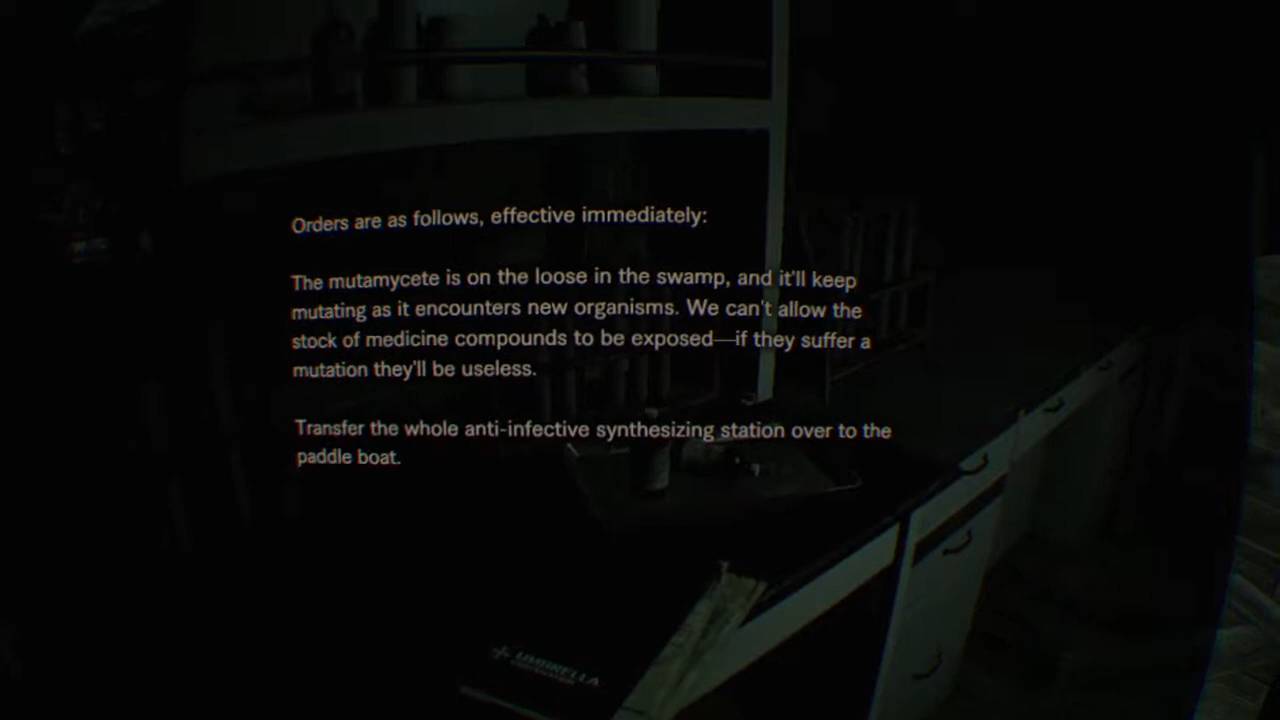 Orders are as follows, effective immediately:
The mutamycete is on the loose in the swamp, and it'll keep
mutating as it encounters new organisms. We can't allow the
stock of medicine compounds to be exposed—if they suffer a
mutation they'll be useless.
Transfer the whole anti-infective synthesizing station over to the
paddle boat.
UMBRELLA
CORPORATION